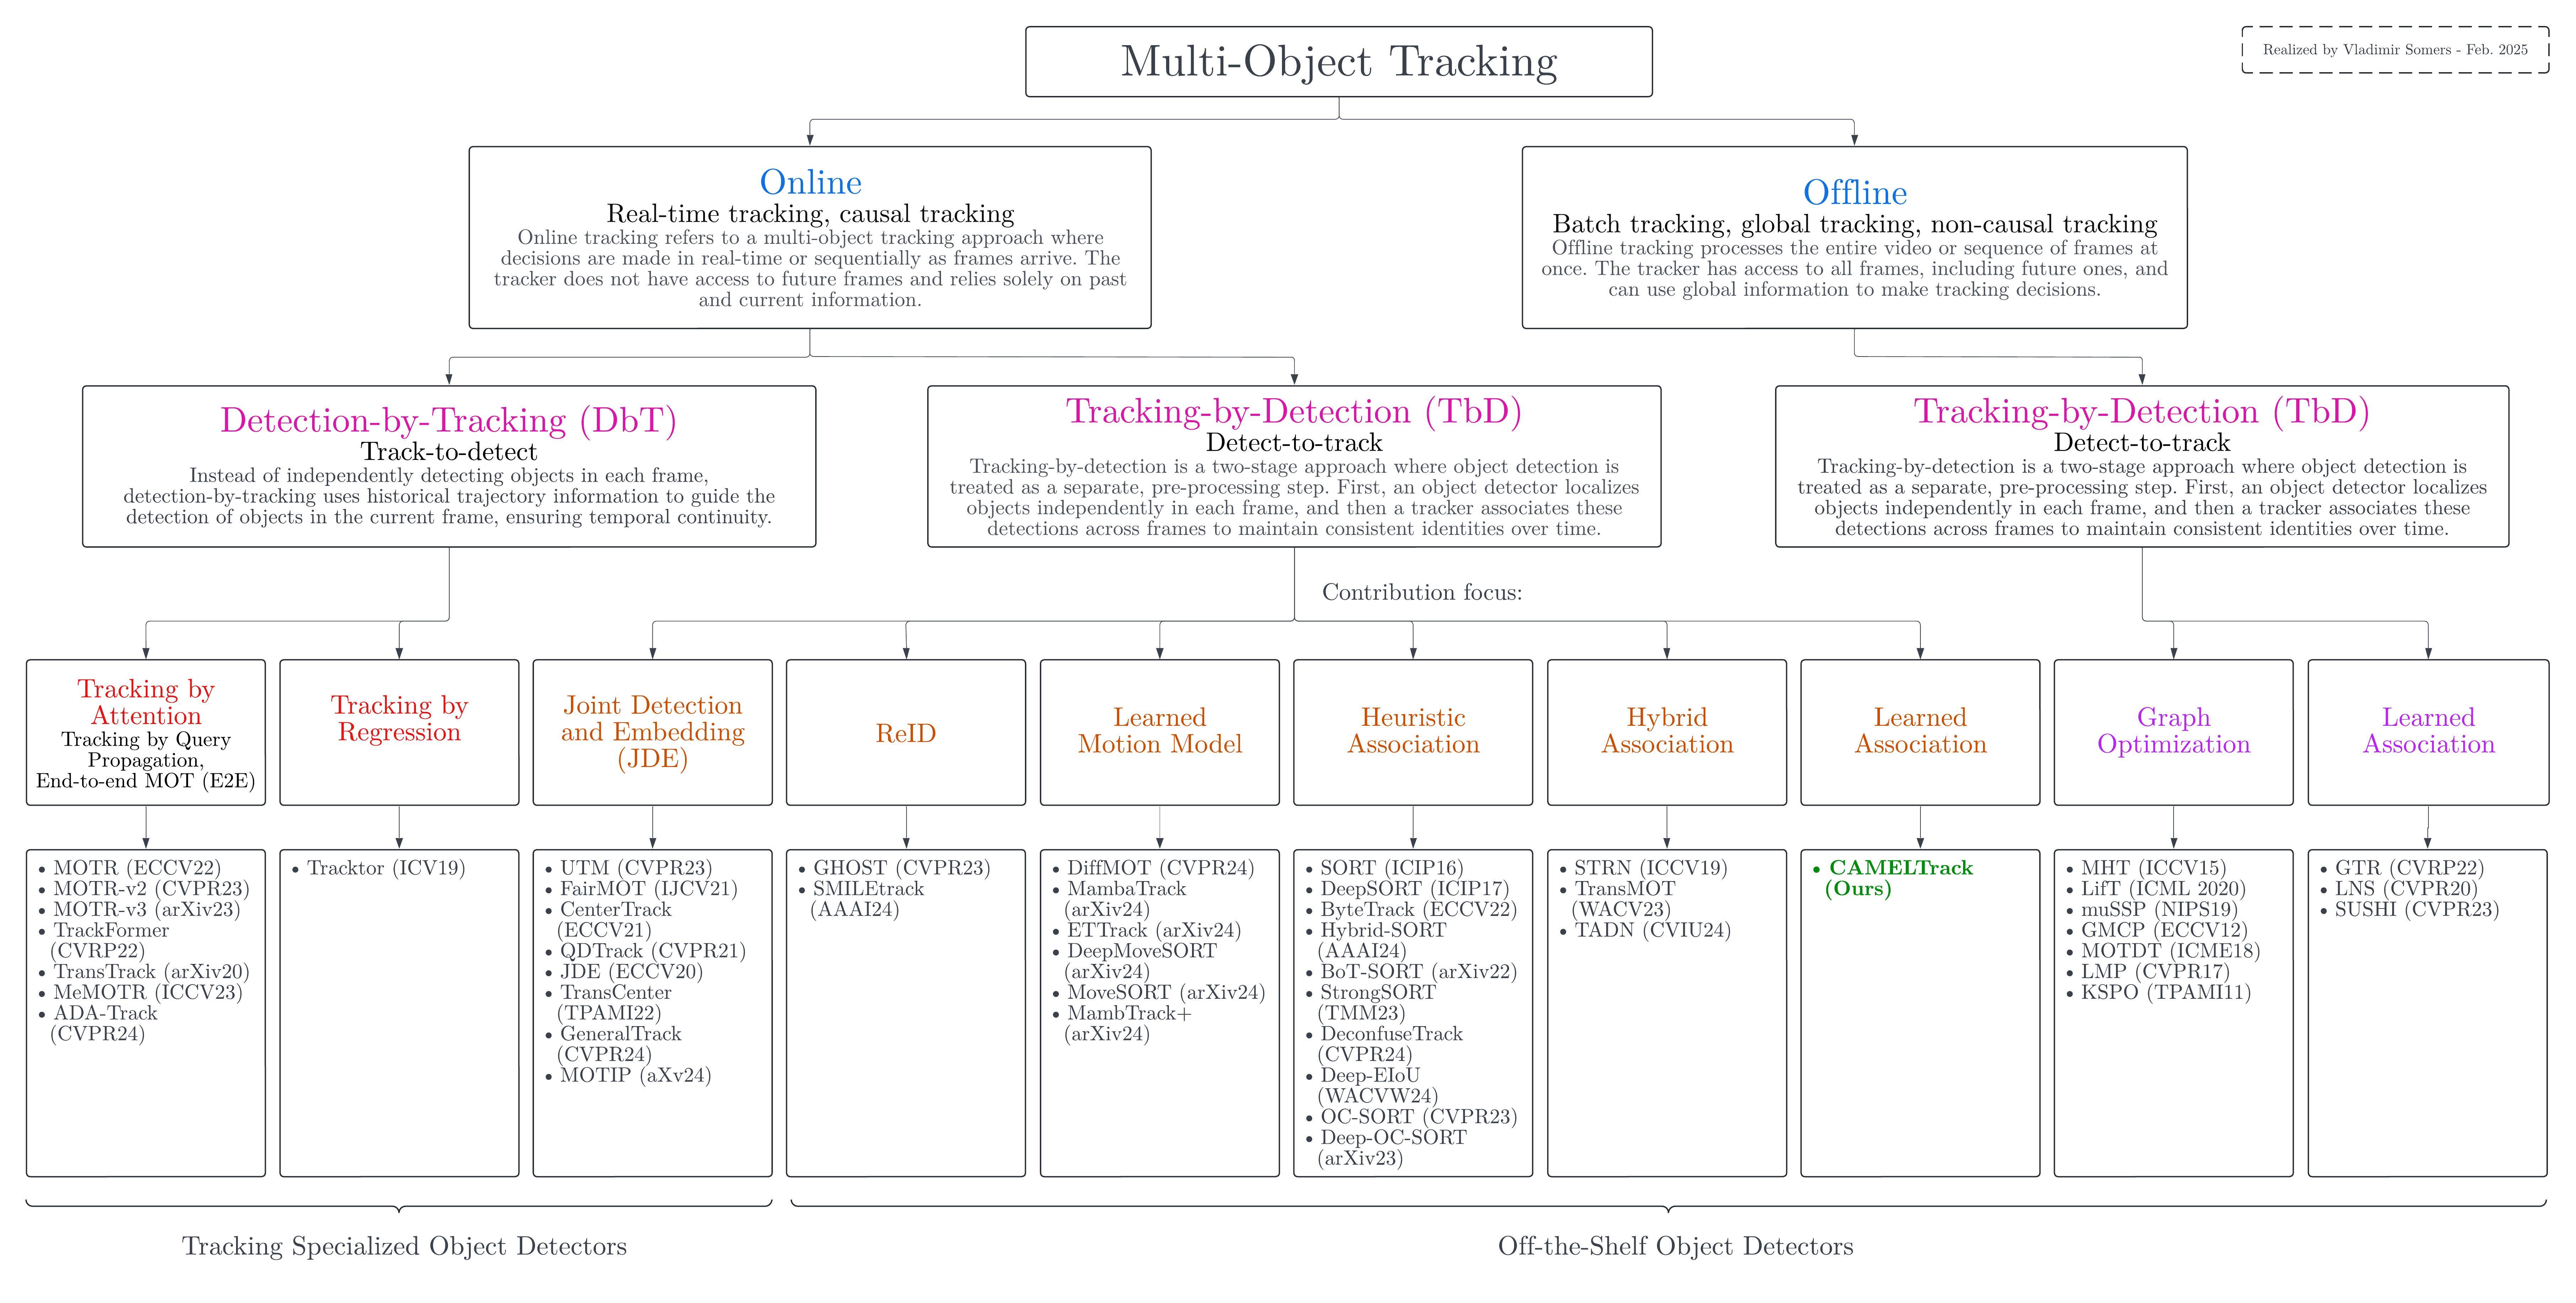 Multi-Object Tracking
Realized by Vladimir Somers - Feb. 2025
Online
Real-time tracking, causal tracking
Online tracking refers to a multi-object tracking approach where
decisions are made in real-time or sequentially as frames arrive. The
tracker does not have access to future frames and relies solely on past
and current information.
Offline
Batch tracking, global tracking, non-causal tracking
Offline tracking processes the entire video or sequence of frames at
once. The tracker has access to all frames, including future ones, and
can use global information to make tracking decisions.
Detection-by-Tracking (DbT)
Track-to-detect
Instead of independently detecting objects in each frame,
detection-by-tracking uses historical trajectory information to guide the
detection of objects in the current frame, ensuring temporal continuity.
Tracking-by-Detection (TbD)
Detect-to-track
Tracking-by-detection is a two-stage approach where object detection is
treated as a separate, pre-processing step. First, an object detector localizes
objects independently in each frame, and then a tracker associates these
detections across frames to maintain consistent identities over time.
Tracking-by-Detection (TbD)
Detect-to-track
Tracking-by-detection is a two-stage approach where object detection is
treated as a separate, pre-processing step. First, an object detector localizes
objects independently in each frame, and then a tracker associates these
detections across frames to maintain consistent identities over time.
Contribution focus:
Tracking by
Attention
Tracking by Query
Propagation,
End-to-end MOT (E2E)
Tracking by
Regression
Joint Detection
and Embedding
(JDE)
ReID
Learned
Motion Model
Heuristic
Association
Hybrid
Association
Learned
Association
Graph
Optimization
Learned
Association
• MOTR (ECCV22)
• MOTR-v2 (CVPR23)
• MOTR-v3 (arXiv23)
• TrackFormer
(CVRP22)
• TransTrack (arXiv20)
• MeMOTR (ICCV23)
• ADA-Track
(CVPR24)
• Tracktor (ICV19)
• UTM (CVPR23)
• FairMOT (IJCV21)
• CenterTrack
(ECCV21)
• QDTrack (CVPR21)
• JDE (ECCV20)
• TransCenter
(TPAMI22)
• GeneralTrack
(CVPR24)
• MOTIP (aXv24)
• GHOST (CVPR23)
• SMILEtrack
(AAAI24)
• DiffMOT (CVPR24)
• MambaTrack
(arXiv24)
• ETTrack (arXiv24)
• DeepMoveSORT
(arXiv24)
• MoveSORT (arXiv24)
• MambTrack+
(arXiv24)
• SORT (ICIP16)
• DeepSORT (ICIP17)
• ByteTrack (ECCV22)
• Hybrid-SORT
(AAAI24)
• BoT-SORT (arXiv22)
• StrongSORT
(TMM23)
• DeconfuseTrack
(CVPR24)
• Deep-EIoU
(WACVW24)
• OC-SORT (CVPR23)
• Deep-OC-SORT
(arXiv23)
• STRN (ICCV19)
• TransMOT
(WACV23)
• TADN (CVIU24)
• CAMELTrack
(Ours)
• MHT (ICCV15)
• LifT (ICML 2020)
• muSSP (NIPS19)
• GMCP (ECCV12)
• MOTDT (ICME18)
• LMP (CVPR17)
• KSPO (TPAMI11)
• GTR (CVRP22)
• LNS (CVPR20)
• SUSHI (CVPR23)
Tracking Specialized Object Detectors
Off-the-Shelf Object Detectors